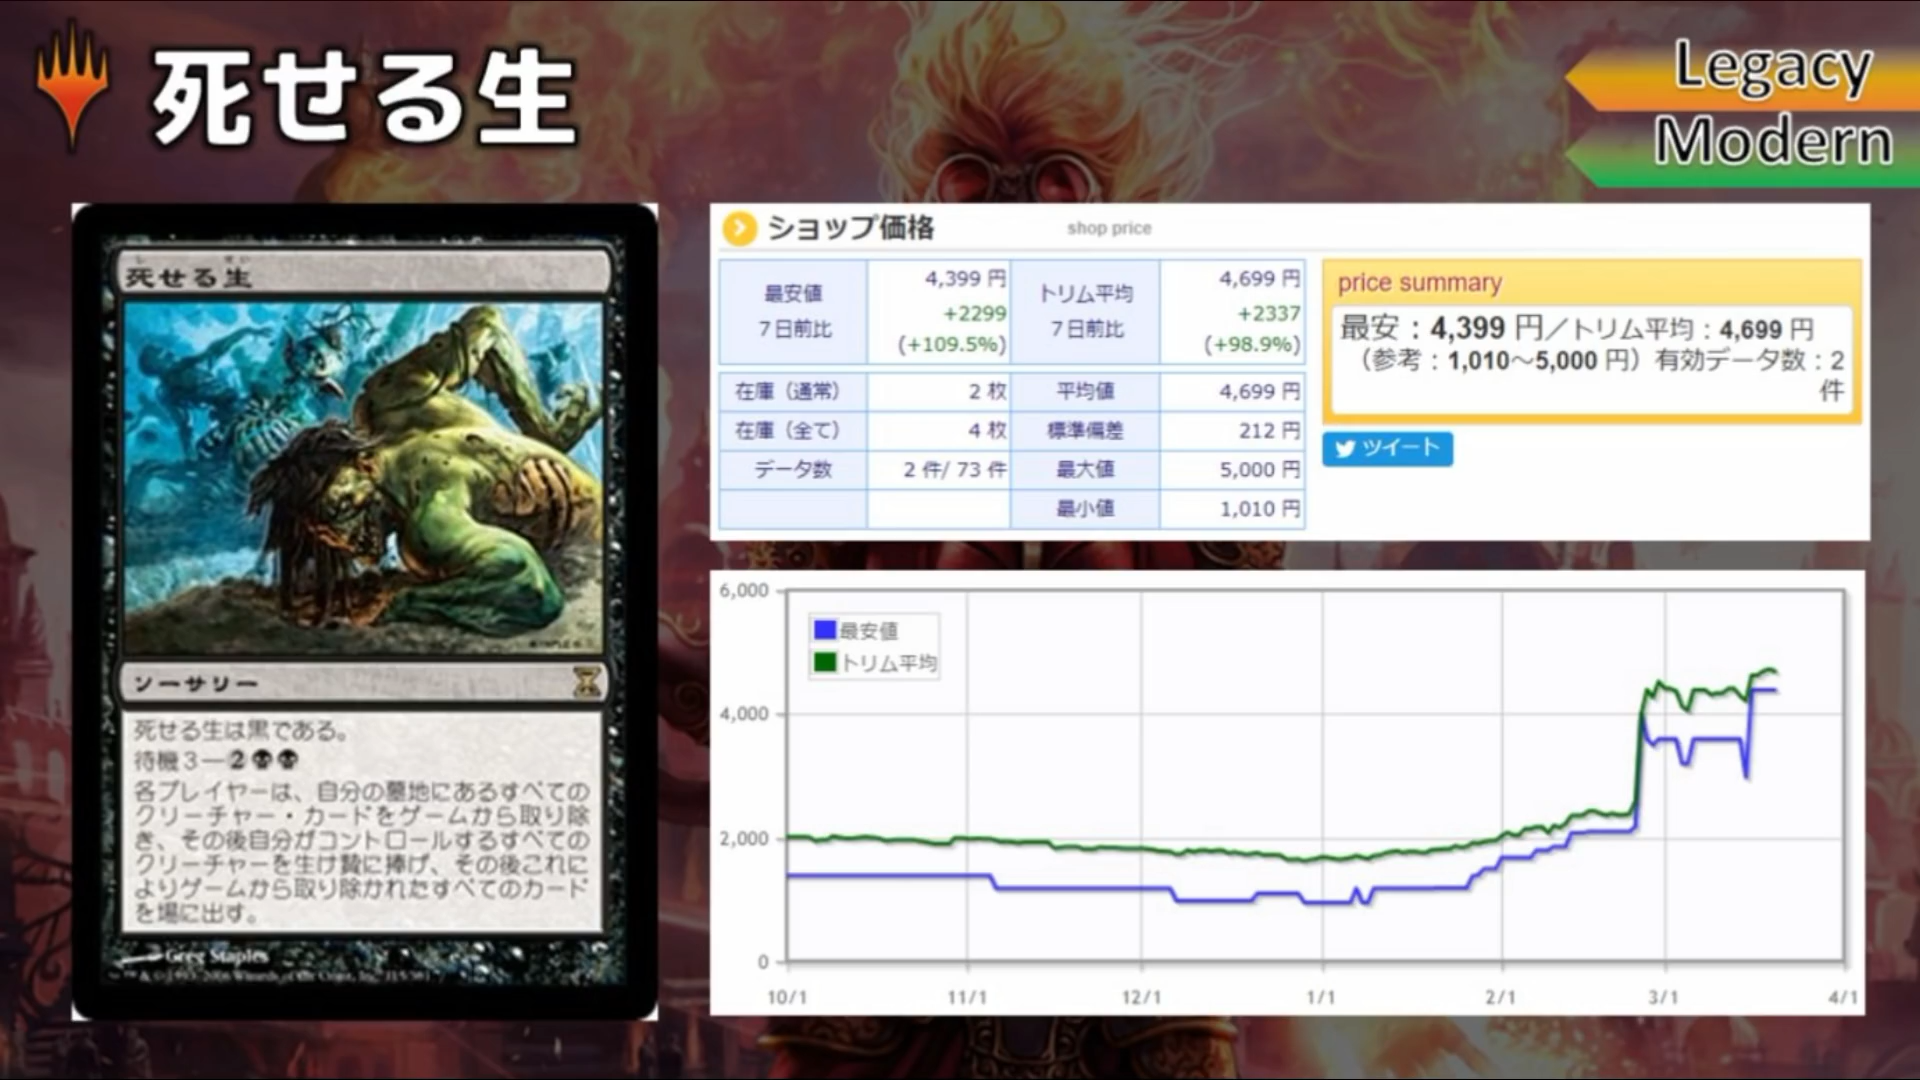 死せる生
Legacy
Modern
死せる生
ソーサリー
死せる生は黒である。
待機3―2
各プレイヤーは、自分の墓地にあるすべての
クリーチャー・カードをゲームから取り除
き、その後自分がコントロールするすべての
クリーチャーを生け贄に捧げ、その後これに
よりゲームから取り除かれたすべてのカード
を場に出す。
Greg Staples
ショップ価格 shop price
最安値 4,399 円 トリム平均 4,699 円
7日前比 +2299 7日前比 +2337
(+109.5%) (+98.9%)
在庫（通常） 2 枚 平均値 4,699 円
在庫（全て） 4 枚 標準偏差 212 円
データ数 2 件/ 73 件 最大値 5,000 円
最小値 1,010 円
price summary
最安：4,399 円／トリム平均：4,699 円
（参考：1,010～5,000 円）有効データ数：2
件
ツイート
6,000
最安値
トリム平均
4,000
2,000
0
10/1 11/1 12/1 1/1 2/1 3/1 4/1